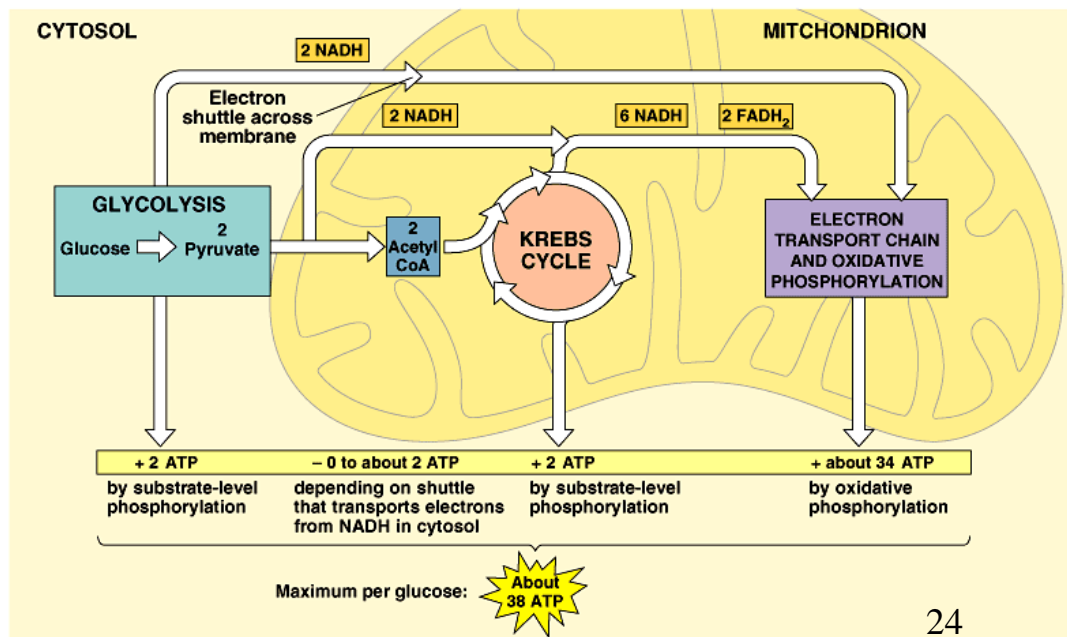 CYTOSOL
MITCHONDRION
2 NADH
Electron
shuttle across
membrane
2 NADH
6 NADH
2 FADH₂
GLYCOLYSIS
Glucose
2
Pyruvate
2
Acetyl
CoA
KREBS
CYCLE
ELECTRON
TRANSPORT CHAIN
AND OXIDATIVE
PHOSPHORYLATION
+ 2 ATP
by substrate-level
phosphorylation
– 0 to about 2 ATP
depending on shuttle
that transports electrons
from NADH in cytosol
+ 2 ATP
by substrate-level
phosphorylation
+ about 34 ATP
by oxidative
phosphorylation
Maximum per glucose:
About
38 ATP
24